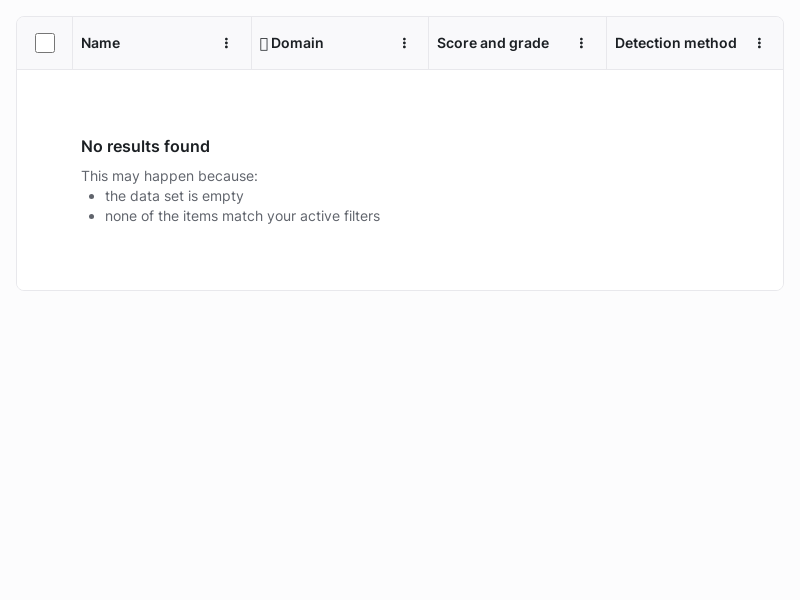 Name Domain Score and grade Detection method
No results found
This may happen because:
the data set is empty
none of the items match your active filters